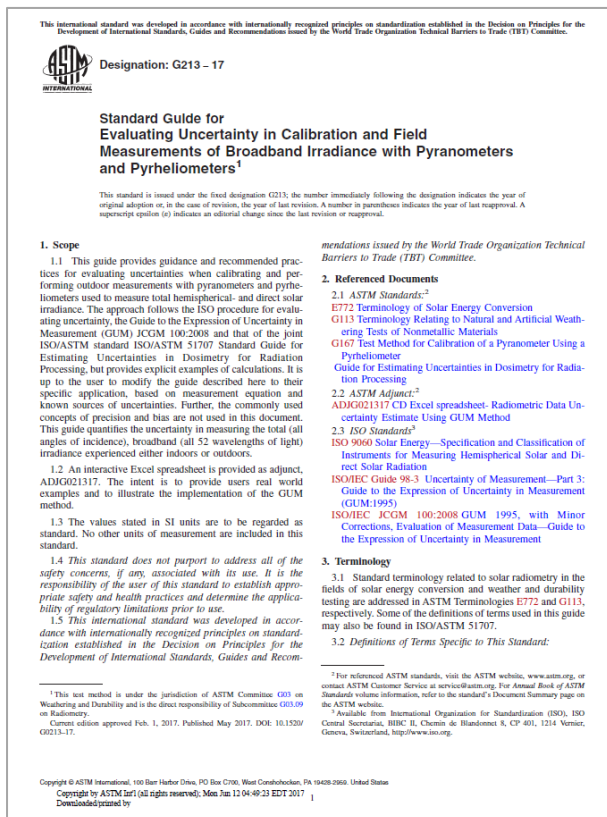 This international standard was developed in accordance with internationally recognized principles on standardization established in the Decision on Principles for the
Development of International Standards, Guides and Recommendations issued by the World Trade Organization Technical Barriers to Trade (TBT) Committee.
ASTM
INTERNATIONAL
Designation: G213 – 17
Standard Guide for
Evaluating Uncertainty in Calibration and Field
Measurements of Broadband Irradiance with Pyranometers
and Pyrheliometers1
This standard is issued under the fixed designation G213; the number immediately following the designation indicates the year of
original adoption or, in the case of revision, the year of last revision. A number in parentheses indicates the year of last reapproval. A
superscript epsilon (ε) indicates an editorial change since the last revision or reapproval.
1. Scope
1.1 This guide provides guidance and recommended prac-
tices for evaluating uncertainties when calibrating and per-
forming outdoor measurements with pyranometers and pyrhe-
liometers used to measure total hemispherical- and direct solar
irradiance. The approach follows the ISO procedure for evalu-
ating uncertainty, the Guide to the Expression of Uncertainty in
Measurement (GUM) JCGM 100:2008 and that of the joint
ISO/ASTM standard ISO/ASTM 51707 Standard Guide for
Estimating Uncertainties in Dosimetry for Radiation
Processing, but provides explicit examples of calculations. It is
up to the user to modify the guide described here to their
specific application, based on measurement equation and
known sources of uncertainties. Further, the commonly used
concepts of precision and bias are not used in this document.
This guide quantifies the uncertainty in measuring the total (all
angles of incidence), broadband (all 52 wavelengths of light)
irradiance experienced either indoors or outdoors.
1.2 An interactive Excel spreadsheet is provided as adjunct,
ADJG021317. The intent is to provide users real world
examples and to illustrate the implementation of the GUM
method.
1.3 The values stated in SI units are to be regarded as
standard. No other units of measurement are included in this
standard.
1.4 This standard does not purport to address all of the
safety concerns, if any, associated with its use. It is the
responsibility of the user of this standard to establish appro-
priate safety and health practices and determine the applica-
bility of regulatory limitations prior to use.
1.5 This international standard was developed in accor-
dance with internationally recognized principles on standard-
ization established in the Decision on Principles for the
Development of International Standards, Guides and Recom-
mendations issued by the World Trade Organization Technical
Barriers to Trade (TBT) Committee.
2. Referenced Documents
2.1 ASTM Standards:2
E772 Terminology of Solar Energy Conversion
G113 Terminology Relating to Natural and Artificial Weath-
ering Tests of Nonmetallic Materials
G167 Test Method for Calibration of a Pyranometer Using a
Pyrheliometer
Guide for Estimating Uncertainties in Dosimetry for Radia-
tion Processing
2.2 ASTM Adjunct:2
ADJG021317 CD Excel spreadsheet- Radiometric Data Un-
certainty Estimate Using GUM Method
2.3 ISO Standards3
ISO 9060 Solar Energy—Specification and Classification of
Instruments for Measuring Hemispherical Solar and Di-
rect Solar Radiation
ISO/IEC Guide 98-3 Uncertainty of Measurement—Part 3:
Guide to the Expression of Uncertainty in Measurement
(GUM:1995)
ISO/IEC JCGM 100:2008 GUM 1995, with Minor
Corrections, Evaluation of Measurement Data—Guide to
the Expression of Uncertainty in Measurement
3. Terminology
3.1 Standard terminology related to solar radiometry in the
fields of solar energy conversion and weather and durability
testing are addressed in ASTM Terminologies E772 and G113,
respectively. Some of the definitions of terms used in this guide
may also be found in ISO/ASTM 51707.
3.2 Definitions of Terms Specific to This Standard:
1 This test method is under the jurisdiction of ASTM Committee G03 on
Weathering and Durability and is the direct responsibility of Subcommittee G03.09
on Radiometry.
Current edition approved Feb. 1, 2017. Published May 2017. DOI: 10.1520/
G0213–17.
2 For referenced ASTM standards, visit the ASTM website, www.astm.org, or
contact ASTM Customer Service at service@astm.org. For Annual Book of ASTM
Standards volume information, refer to the standard's Document Summary page on
the ASTM website.
3 Available from International Organization for Standardization (ISO), ISO
Central Secretariat, BIBC II, Chemin de Blandonnet 8, CP 401, 1214 Vernier,
Geneva, Switzerland, http://www.iso.org.
Copyright © ASTM International, 100 Barr Harbor Drive, PO Box C700, West Conshohocken, PA 19428-2959. United States
Copyright by ASTM Int'l (all rights reserved); Mon Jun 12 04:49:23 EDT 2017
Downloaded/printed by
1